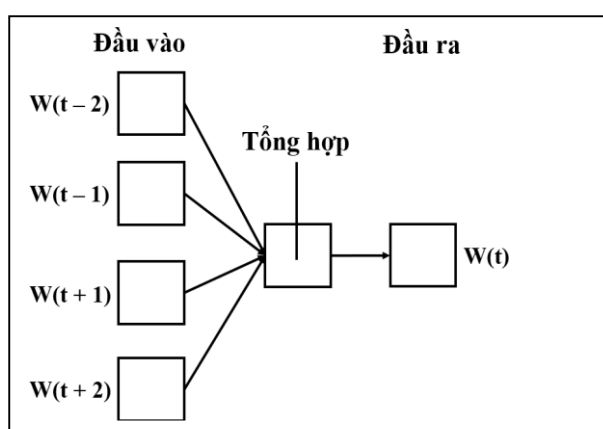 Đầu vào
Đầu ra
W(t – 2)
Tổng hợp
W(t – 1)
W(t)
W(t + 1)
W(t + 2)